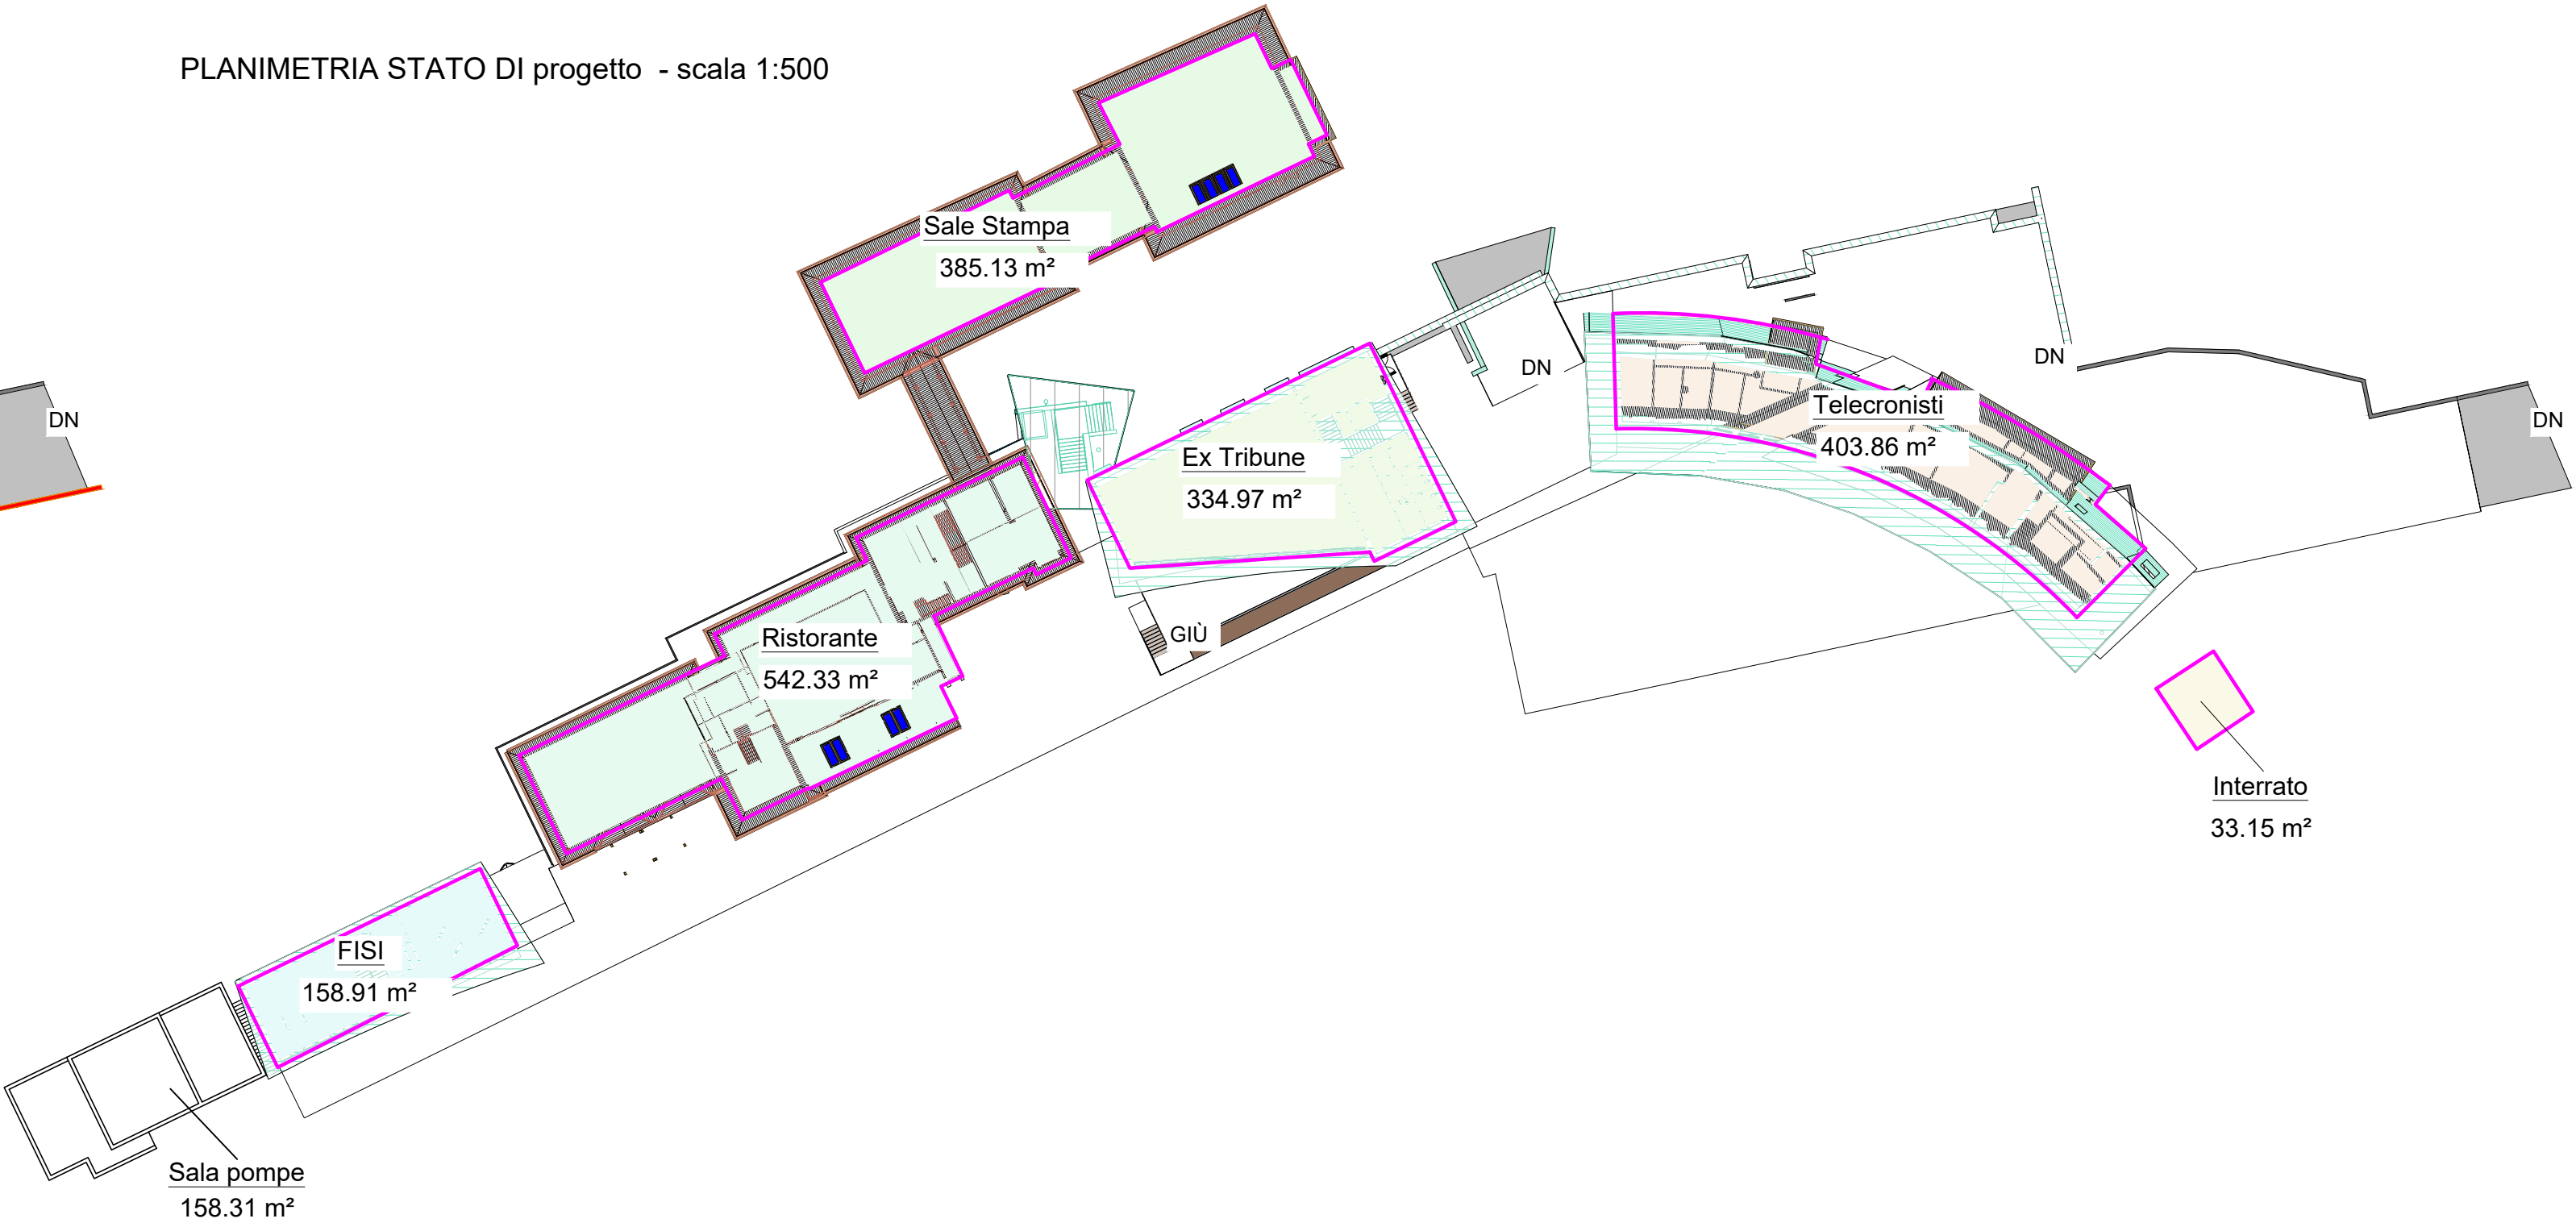 PLANIMETRIA STATO DI progetto - scala 1:500
Sale Stampa
385.13 m²
DN
DN
DN
DN
Telecronisti
403.86 m²
Ex Tribune
334.97 m²
GIÙ
Ristorante
542.33 m²
Interrato
33.15 m²
FISI
158.91 m²
Sala pompe
158.31 m²